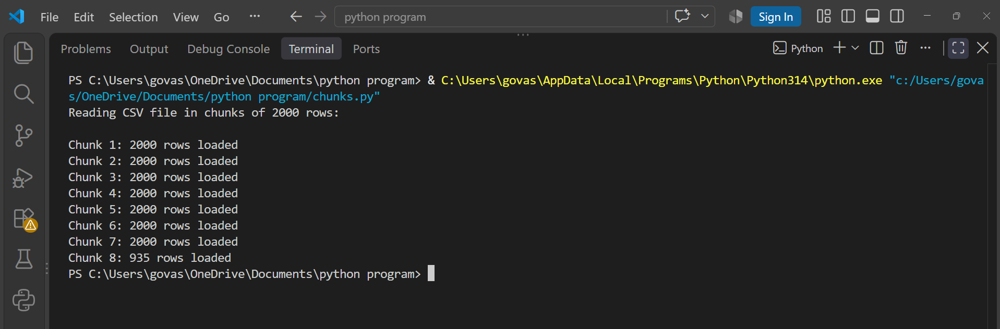 File Edit Selection View Go ··· python program Sign In
Problems Output Debug Console Terminal Ports Python
PS C:\Users\govas\OneDrive\Documents\python program> & C:\Users\govas\AppData\Local\Programs\Python\Python314\python.exe "c:/Users/gova
s/OneDrive/Documents/python program/chunks.py"
Reading CSV file in chunks of 2000 rows:
Chunk 1: 2000 rows loaded
Chunk 2: 2000 rows loaded
Chunk 3: 2000 rows loaded
Chunk 4: 2000 rows loaded
Chunk 5: 2000 rows loaded
Chunk 6: 2000 rows loaded
Chunk 7: 2000 rows loaded
Chunk 8: 935 rows loaded
PS C:\Users\govas\OneDrive\Documents\python program>